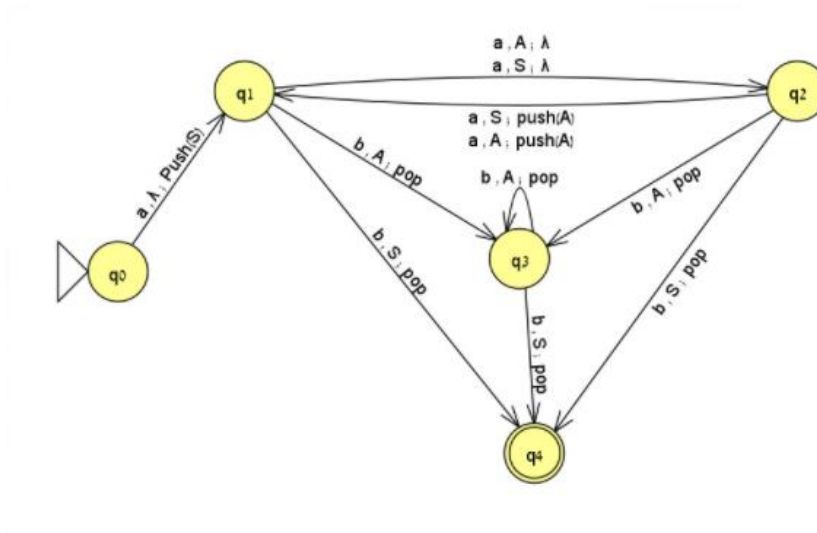 a , A ; λ
a , S ; λ
q1
q2
a , S ; push(A)
a , A ; push(A)
a , λ ; Push(S)
b , A ; pop
b , A ; pop
b , A ; pop
q0
q3
b , S ; pop
b , S ; pop
b , S ; pop
q4